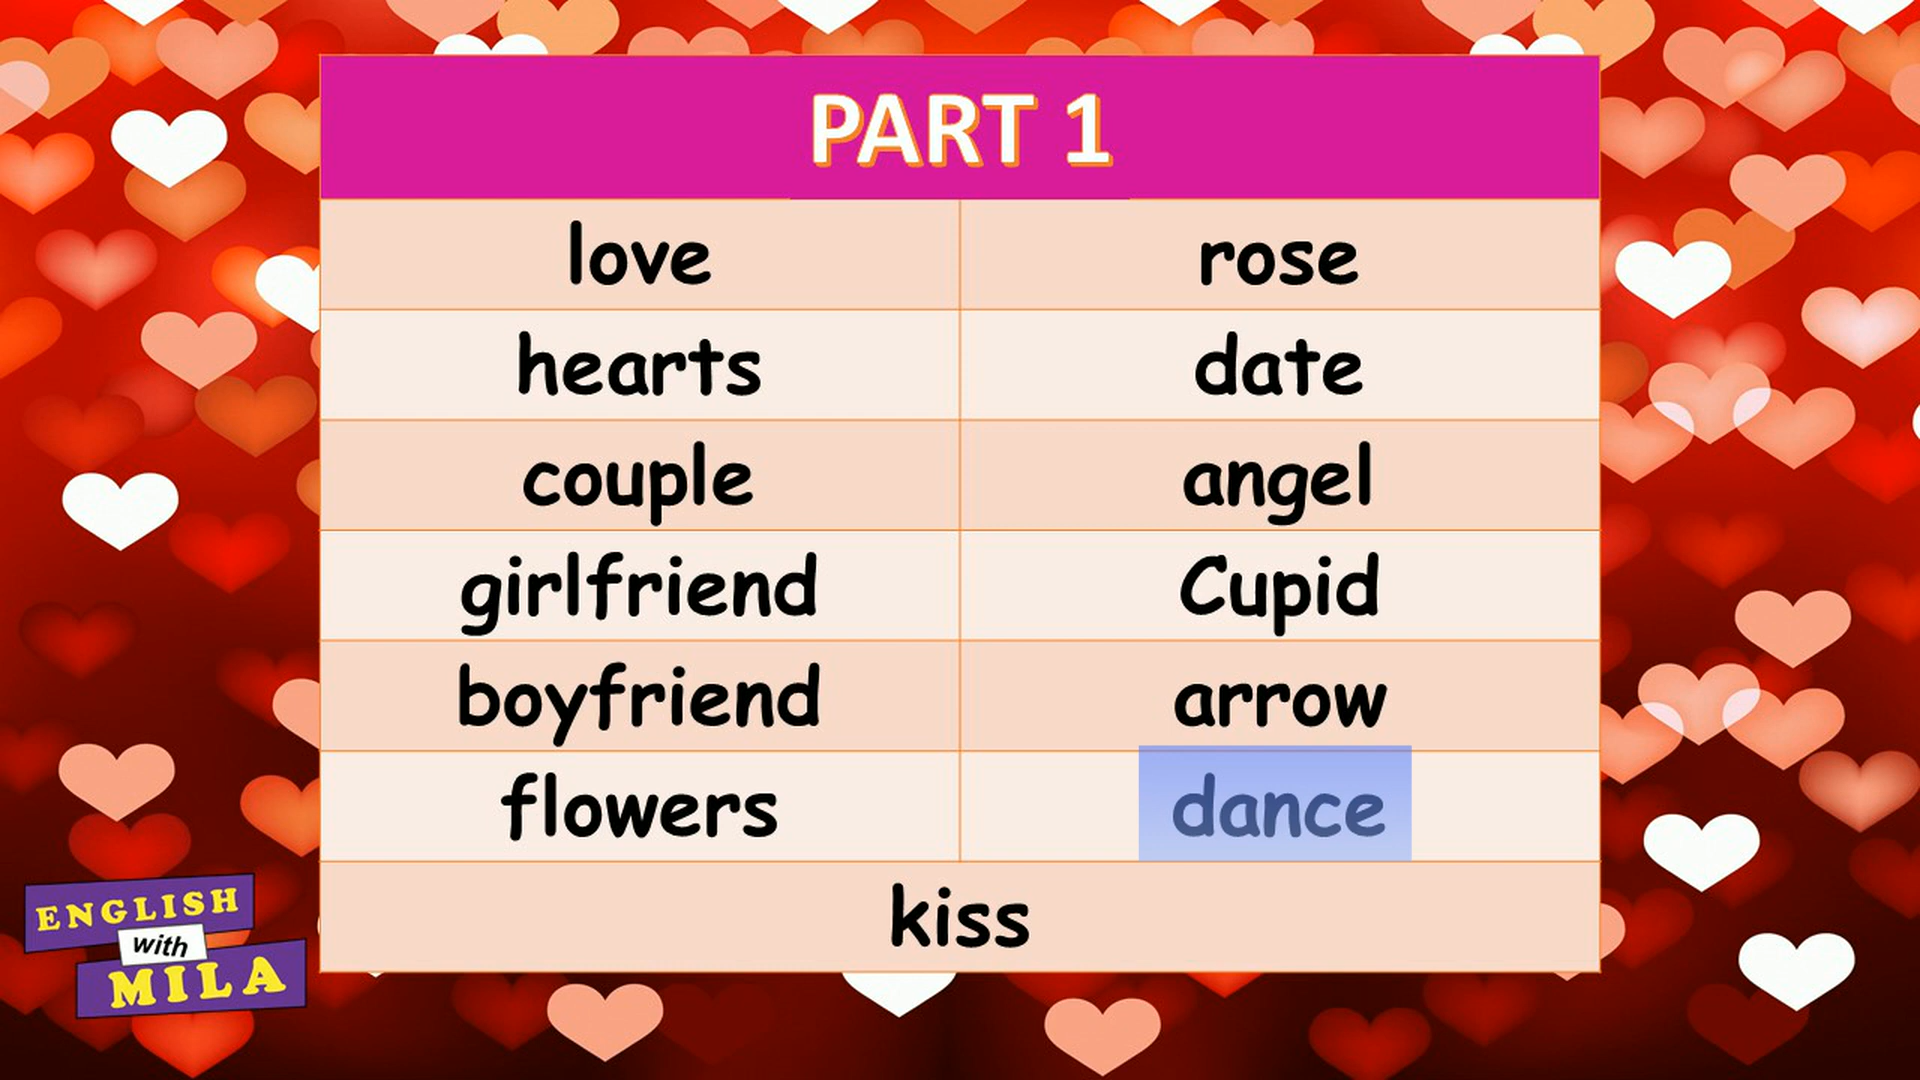 PART 1
love rose
hearts date
couple angel
girlfriend Cupid
boyfriend arrow
flowers dance
kiss
ENGLISH
with
MILA